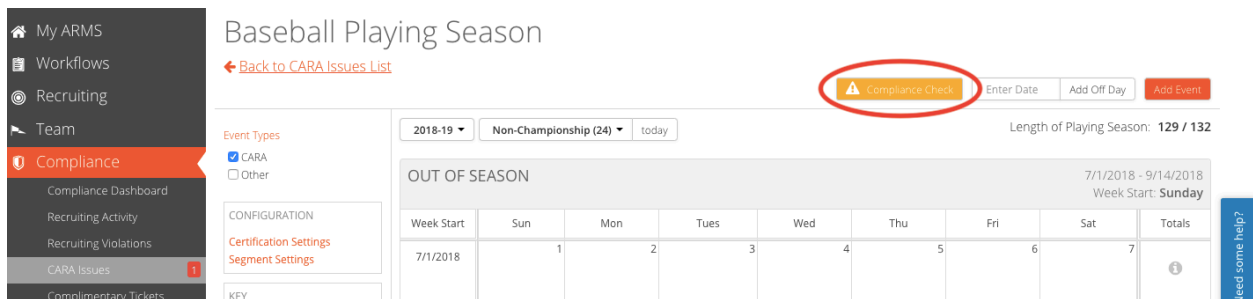 My ARMS
Workflows
Recruiting
Team
Compliance
Compliance Dashboard
Recruiting Activity
Recruiting Violations
CARA Issues 1
Complimentary Tickets
Baseball Playing Season
Back to CARA Issues List
Compliance Check
Enter Date
Add Off Day
Add Event
Event Types
CARA
Other
CONFIGURATION
Certification Settings
Segment Settings
KEY
2018-19
Non-Championship (24)
today
Length of Playing Season: 129 / 132
OUT OF SEASON
7/1/2018 - 9/14/2018
Week Start: Sunday
Week Start Sun Mon Tues Wed Thu Fri Sat Totals
7/1/2018 1 2 3 4 5 6 7
eed some help?